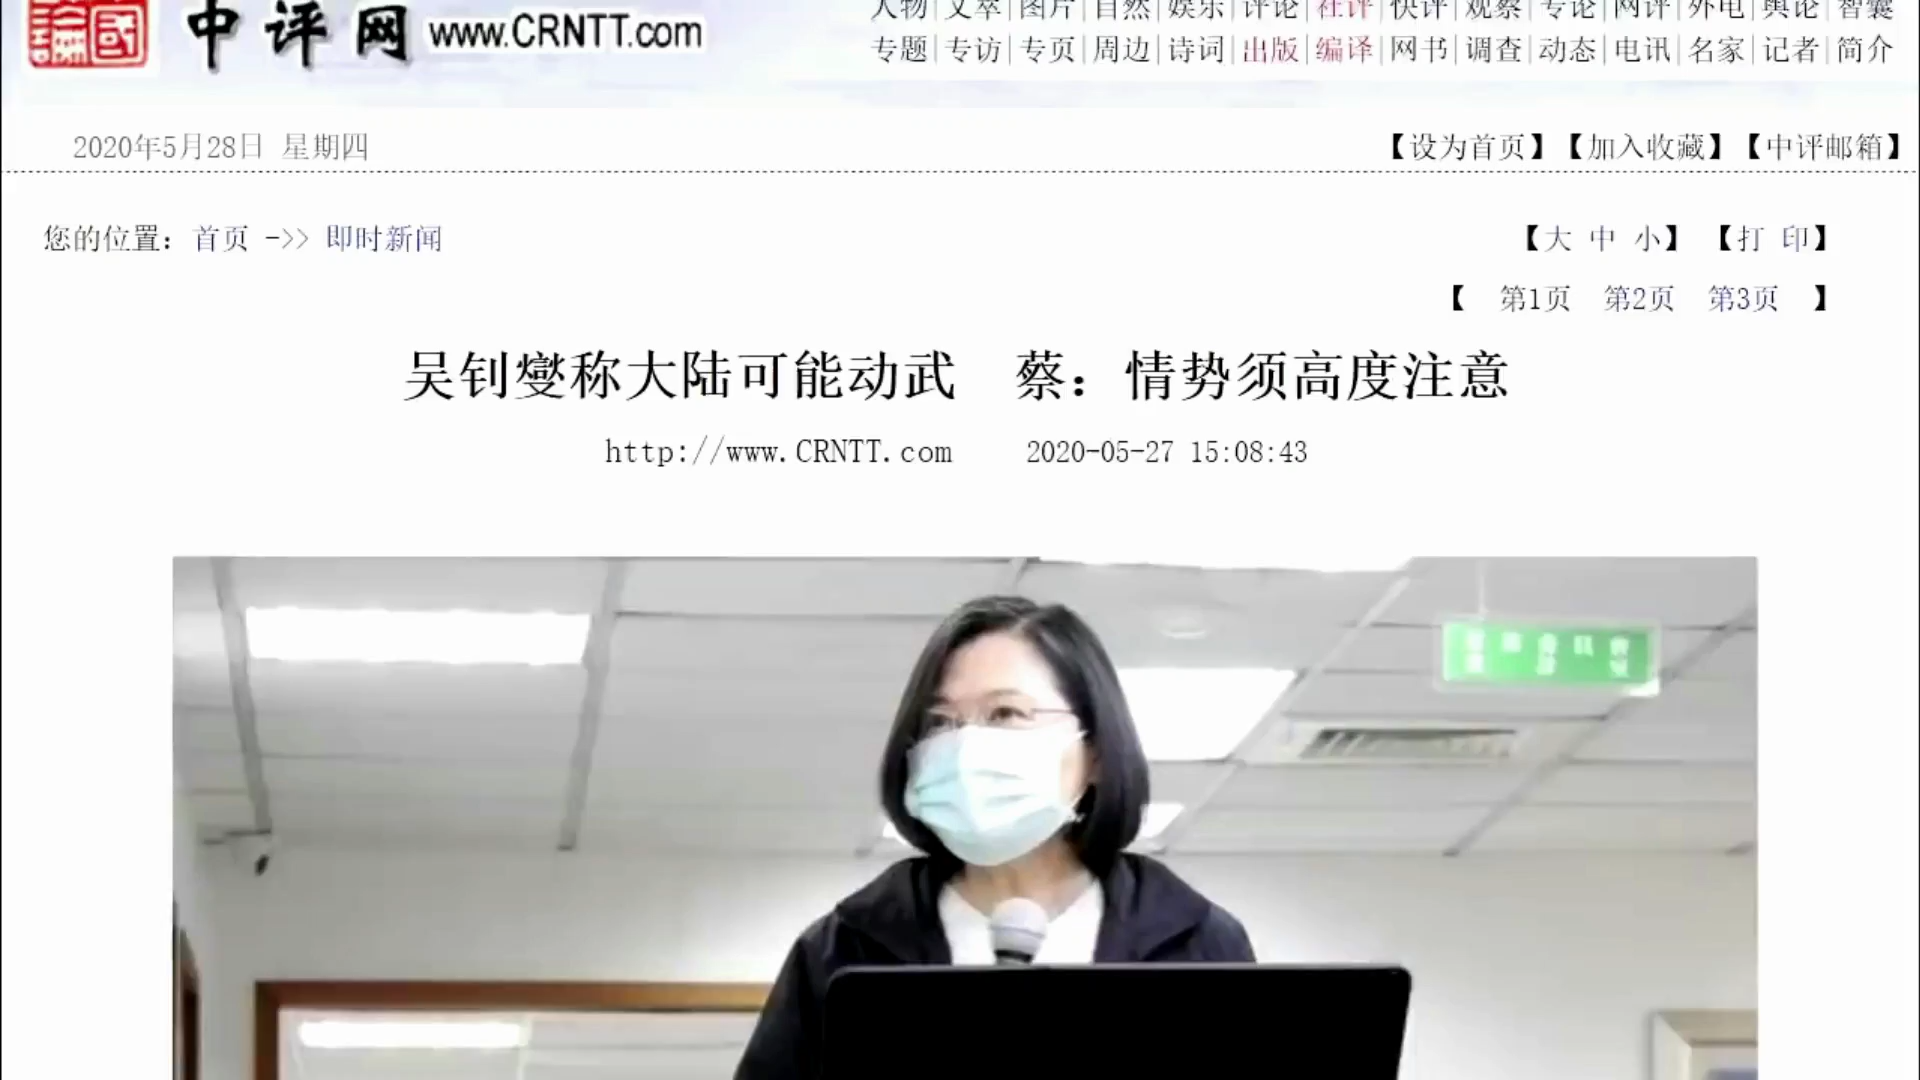 論國
中评网 www.CRNTT.com
人物|文萃|图片|自然|娱乐|评论|社评|快评|观察|专论|网评|外电|舆论|智囊
专题|专访|专页|周边|诗词|出版|编译|网书|调查|动态|电讯|名家|记者|简介
2020年5月28日 星期四 【设为首页】【加入收藏】【中评邮箱】
您的位置：首页 ->> 即时新闻 【大 中 小】 【打 印】
【 第1页 第2页 第3页 】
吴钊燮称大陆可能动武 蔡：情势须高度注意
http://www.CRNTT.com 2020-05-27 15:08:43